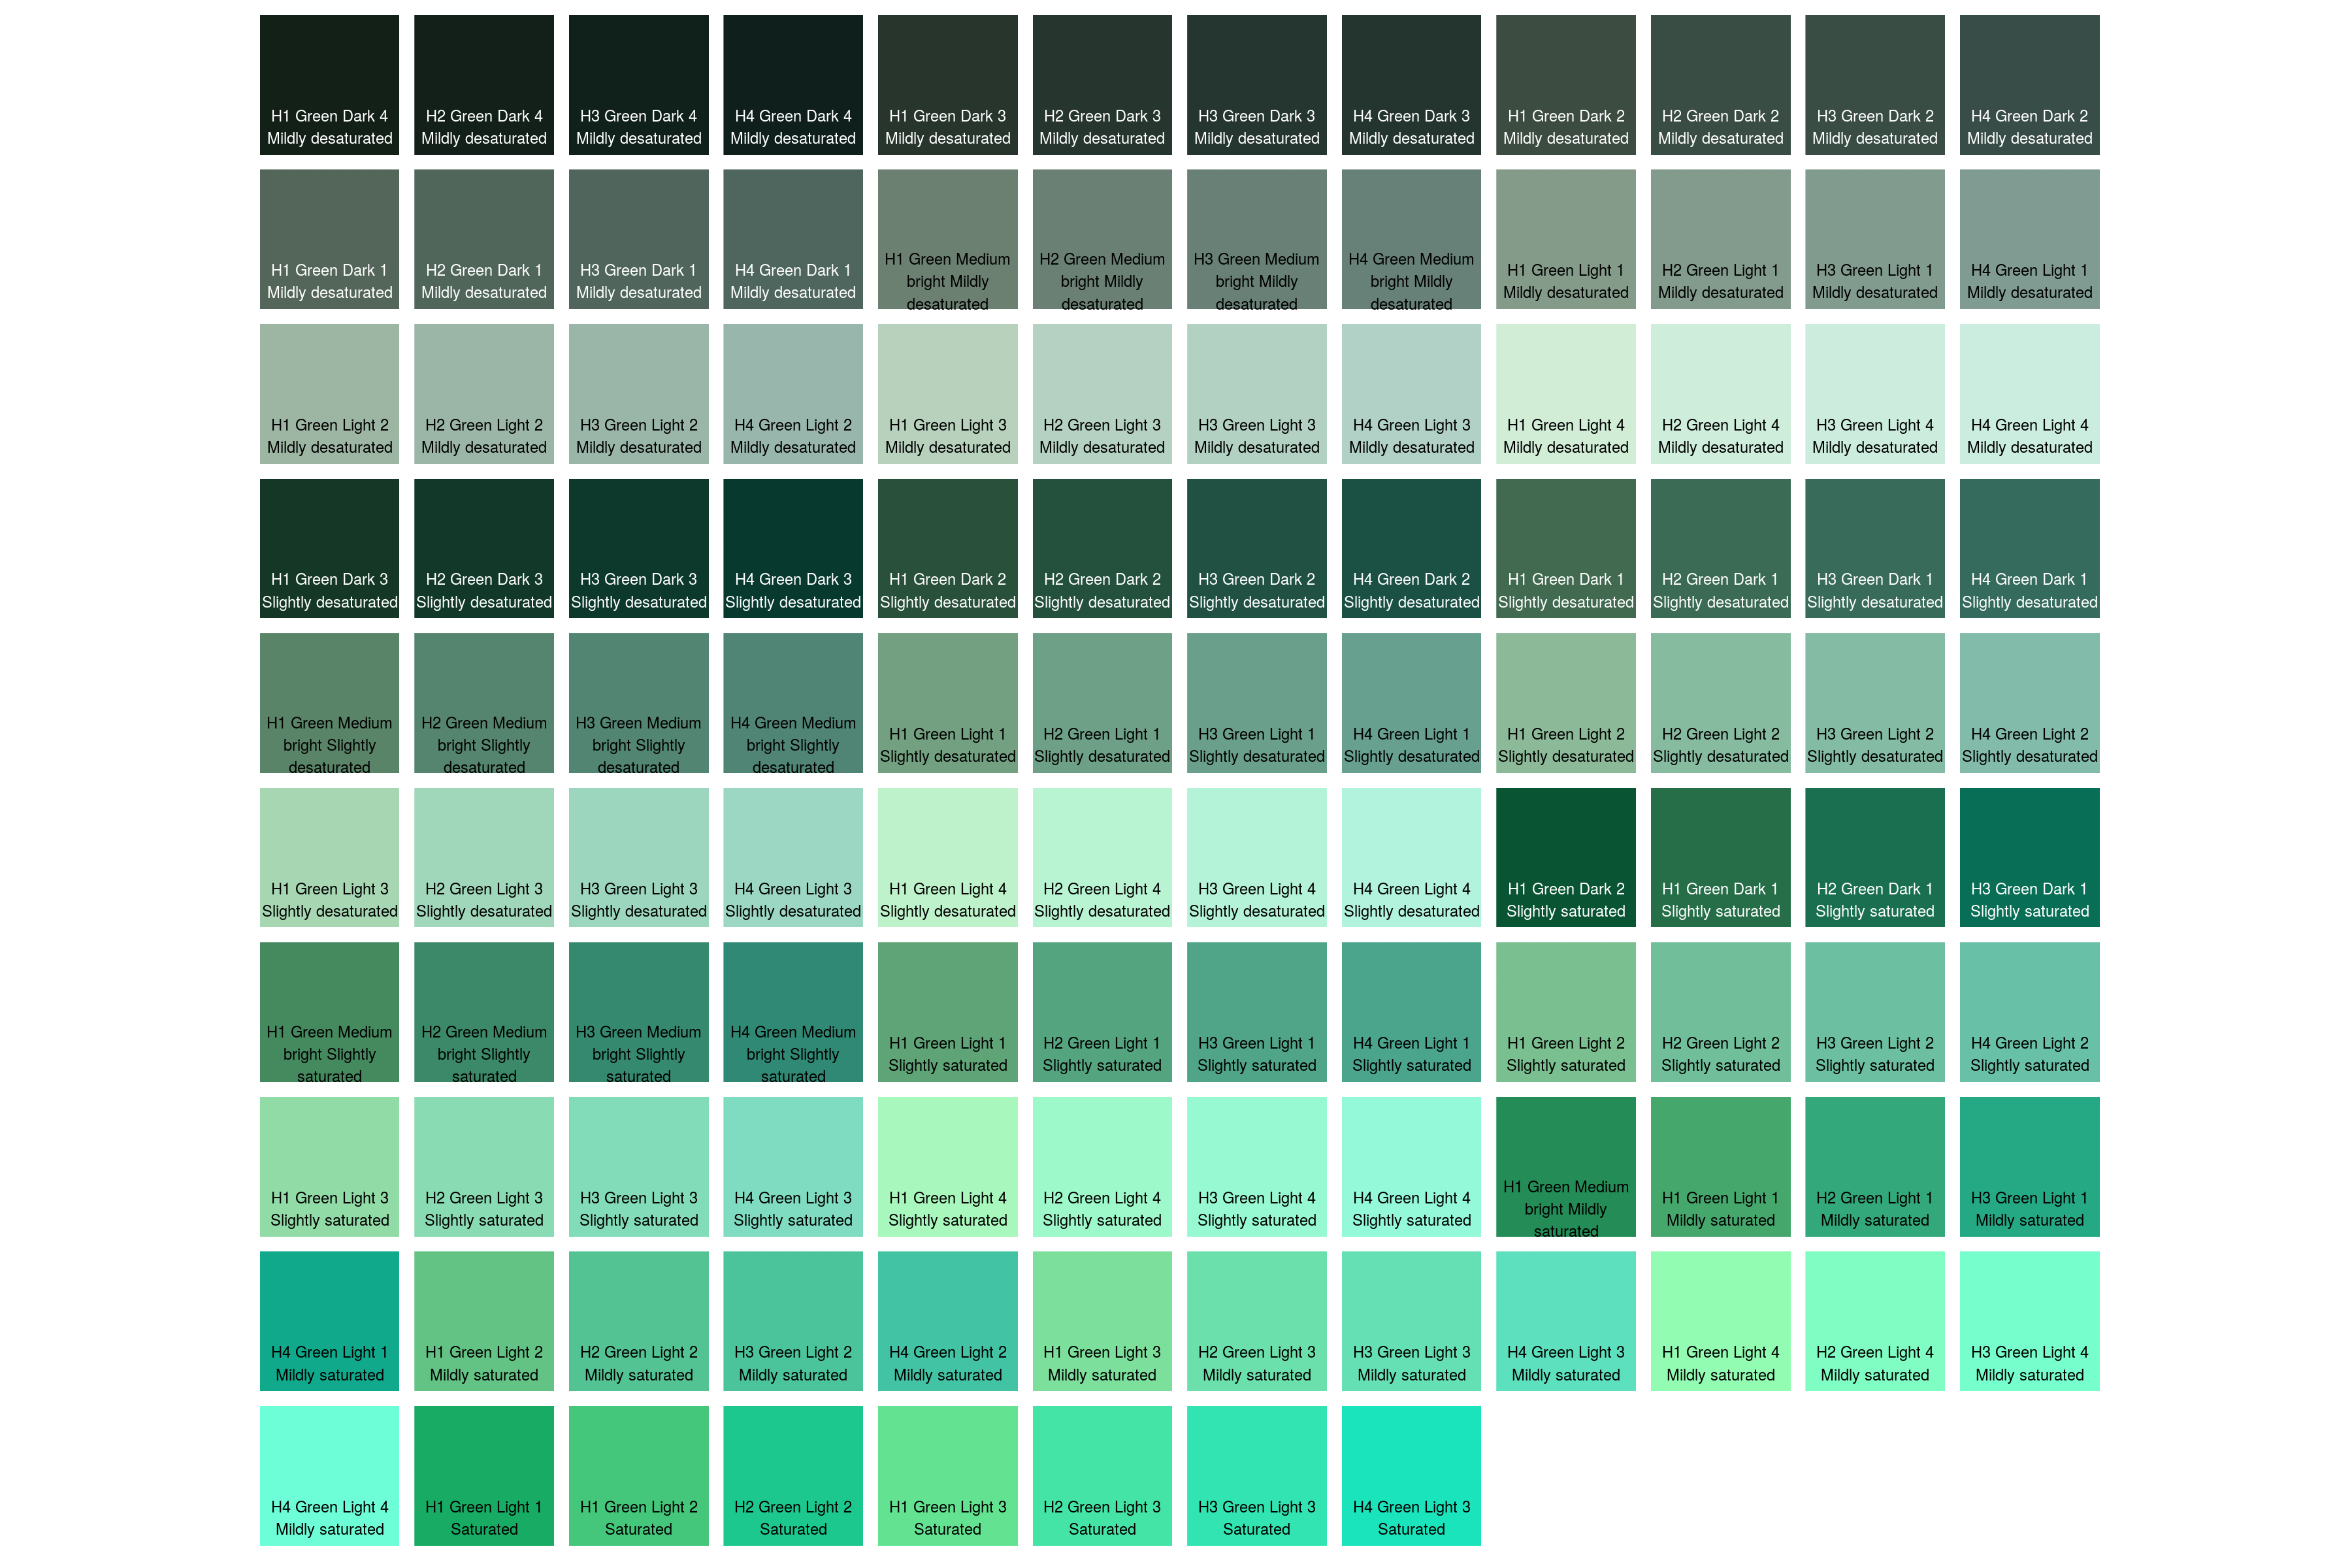 H1 Green Dark 4
Mildly desaturated
H2 Green Dark 4
Mildly desaturated
H3 Green Dark 4
Mildly desaturated
H4 Green Dark 4
Mildly desaturated
H1 Green Dark 3
Mildly desaturated
H2 Green Dark 3
Mildly desaturated
H3 Green Dark 3
Mildly desaturated
H4 Green Dark 3
Mildly desaturated
H1 Green Dark 2
Mildly desaturated
H2 Green Dark 2
Mildly desaturated
H3 Green Dark 2
Mildly desaturated
H4 Green Dark 2
Mildly desaturated
H1 Green Dark 1
Mildly desaturated
H2 Green Dark 1
Mildly desaturated
H3 Green Dark 1
Mildly desaturated
H4 Green Dark 1
Mildly desaturated
H1 Green Medium
bright Mildly
desaturated
H2 Green Medium
bright Mildly
desaturated
H3 Green Medium
bright Mildly
desaturated
H4 Green Medium
bright Mildly
desaturated
H1 Green Light 1
Mildly desaturated
H2 Green Light 1
Mildly desaturated
H3 Green Light 1
Mildly desaturated
H4 Green Light 1
Mildly desaturated
H1 Green Light 2
Mildly desaturated
H2 Green Light 2
Mildly desaturated
H3 Green Light 2
Mildly desaturated
H4 Green Light 2
Mildly desaturated
H1 Green Light 3
Mildly desaturated
H2 Green Light 3
Mildly desaturated
H3 Green Light 3
Mildly desaturated
H4 Green Light 3
Mildly desaturated
H1 Green Light 4
Mildly desaturated
H2 Green Light 4
Mildly desaturated
H3 Green Light 4
Mildly desaturated
H4 Green Light 4
Mildly desaturated
H1 Green Dark 3
Slightly desaturated
H2 Green Dark 3
Slightly desaturated
H3 Green Dark 3
Slightly desaturated
H4 Green Dark 3
Slightly desaturated
H1 Green Dark 2
Slightly desaturated
H2 Green Dark 2
Slightly desaturated
H3 Green Dark 2
Slightly desaturated
H4 Green Dark 2
Slightly desaturated
H1 Green Dark 1
Slightly desaturated
H2 Green Dark 1
Slightly desaturated
H3 Green Dark 1
Slightly desaturated
H4 Green Dark 1
Slightly desaturated
H1 Green Medium
bright Slightly
desaturated
H2 Green Medium
bright Slightly
desaturated
H3 Green Medium
bright Slightly
desaturated
H4 Green Medium
bright Slightly
desaturated
H1 Green Light 1
Slightly desaturated
H2 Green Light 1
Slightly desaturated
H3 Green Light 1
Slightly desaturated
H4 Green Light 1
Slightly desaturated
H1 Green Light 2
Slightly desaturated
H2 Green Light 2
Slightly desaturated
H3 Green Light 2
Slightly desaturated
H4 Green Light 2
Slightly desaturated
H1 Green Light 3
Slightly desaturated
H2 Green Light 3
Slightly desaturated
H3 Green Light 3
Slightly desaturated
H4 Green Light 3
Slightly desaturated
H1 Green Light 4
Slightly desaturated
H2 Green Light 4
Slightly desaturated
H3 Green Light 4
Slightly desaturated
H4 Green Light 4
Slightly desaturated
H1 Green Dark 2
Slightly saturated
H1 Green Dark 1
Slightly saturated
H2 Green Dark 1
Slightly saturated
H3 Green Dark 1
Slightly saturated
H1 Green Medium
bright Slightly
saturated
H2 Green Medium
bright Slightly
saturated
H3 Green Medium
bright Slightly
saturated
H4 Green Medium
bright Slightly
saturated
H1 Green Light 1
Slightly saturated
H2 Green Light 1
Slightly saturated
H3 Green Light 1
Slightly saturated
H4 Green Light 1
Slightly saturated
H1 Green Light 2
Slightly saturated
H2 Green Light 2
Slightly saturated
H3 Green Light 2
Slightly saturated
H4 Green Light 2
Slightly saturated
H1 Green Light 3
Slightly saturated
H2 Green Light 3
Slightly saturated
H3 Green Light 3
Slightly saturated
H4 Green Light 3
Slightly saturated
H1 Green Light 4
Slightly saturated
H2 Green Light 4
Slightly saturated
H3 Green Light 4
Slightly saturated
H4 Green Light 4
Slightly saturated
H1 Green Medium
bright Mildly
saturated
H1 Green Light 1
Mildly saturated
H2 Green Light 1
Mildly saturated
H3 Green Light 1
Mildly saturated
H4 Green Light 1
Mildly saturated
H1 Green Light 2
Mildly saturated
H2 Green Light 2
Mildly saturated
H3 Green Light 2
Mildly saturated
H4 Green Light 2
Mildly saturated
H1 Green Light 3
Mildly saturated
H2 Green Light 3
Mildly saturated
H3 Green Light 3
Mildly saturated
H4 Green Light 3
Mildly saturated
H1 Green Light 4
Mildly saturated
H2 Green Light 4
Mildly saturated
H3 Green Light 4
Mildly saturated
H4 Green Light 4
Mildly saturated
H1 Green Light 1
Saturated
H1 Green Light 2
Saturated
H2 Green Light 2
Saturated
H1 Green Light 3
Saturated
H2 Green Light 3
Saturated
H3 Green Light 3
Saturated
H4 Green Light 3
Saturated